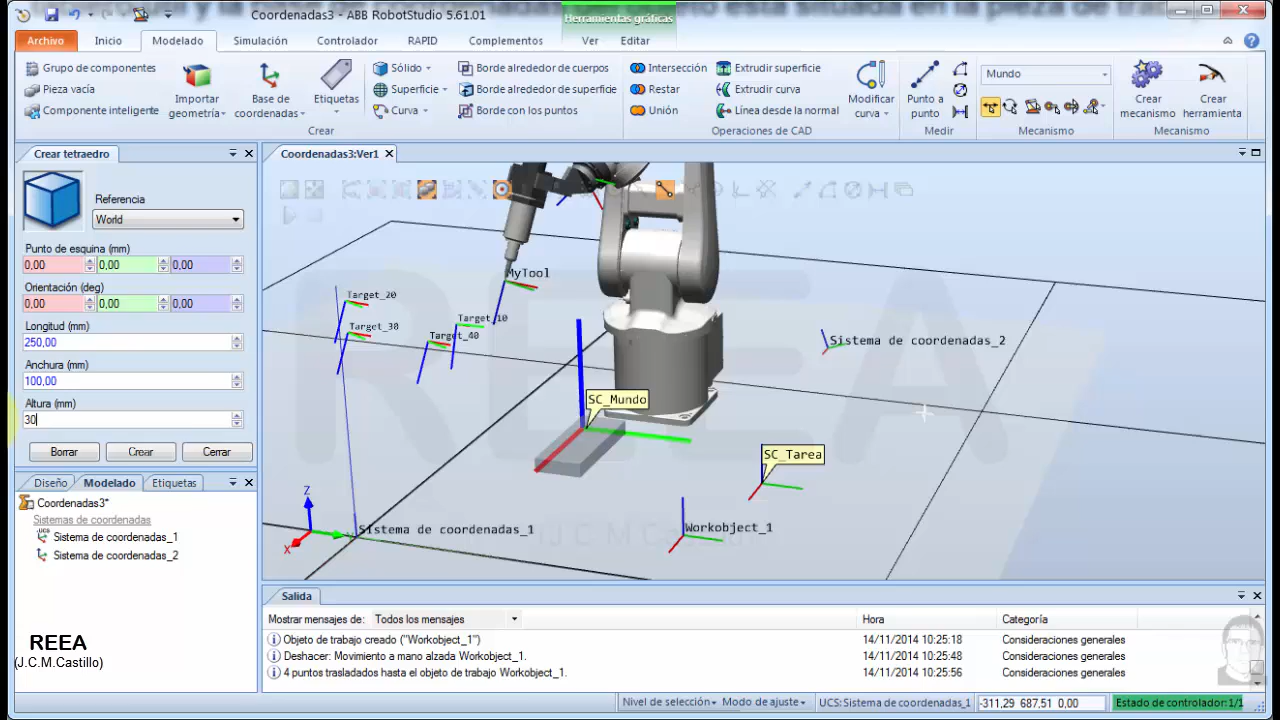 Coordenadas3 - ABB RobotStudio 5.61.01
Herramientas gráficas
Archivo Inicio Modelado Simulación Controlador RAPID Complementos Ver Editar
Grupo de componentes
Pieza vacía
Componente inteligente
Importar geometría
Base de coordenadas
Etiquetas
Sólido
Superficie
Curva
Borde alrededor de cuerpos
Borde alrededor de superficie
Borde con los puntos
Crear
Intersección
Restar
Unión
Extrudir superficie
Extrudir curva
Línea desde la normal
Modificar curva
Operaciones de CAD
Punto a punto
Medir
Mundo
Mecanismo
Crear mecanismo
Crear herramienta
Mecanismo
Crear tetraedro
Referencia
World
Punto de esquina (mm)
0,00 0,00 0,00
Orientación (deg)
0,00 0,00 0,00
Longitud (mm)
250,00
Anchura (mm)
100,00
Altura (mm)
30
Borrar Crear Cerrar
Diseño Modelado Etiquetas
Coordenadas3*
Sistemas de coordenadas
UCS
Sistema de coordenadas_1
Sistema de coordenadas_2
REEA
(J.C.M.Castillo)
Coordenadas3:Ver1
MyTool
Target_20
Target_30
Target_10
Target_40
Sistema de coordenadas_2
SC_Mundo
SC_Tarea
Workobject_1
Sistema de coordenadas_1
Z
X
REEA
(J.C.M.Castillo)
Salida
Mostrar mensajes de: Todos los mensajes Hora Categoría
Objeto de trabajo creado ("Workobject_1") 14/11/2014 10:25:18 Consideraciones generales
Deshacer: Movimiento a mano alzada Workobject_1. 14/11/2014 10:25:48 Consideraciones generales
4 puntos trasladados hasta el objeto de trabajo Workobject_1. 14/11/2014 10:25:56 Consideraciones generales
Nivel de selección Modo de ajuste UCS: Sistema de coordenadas_1 -311,29 687,51 0,00 Estado de controlador: 1/1